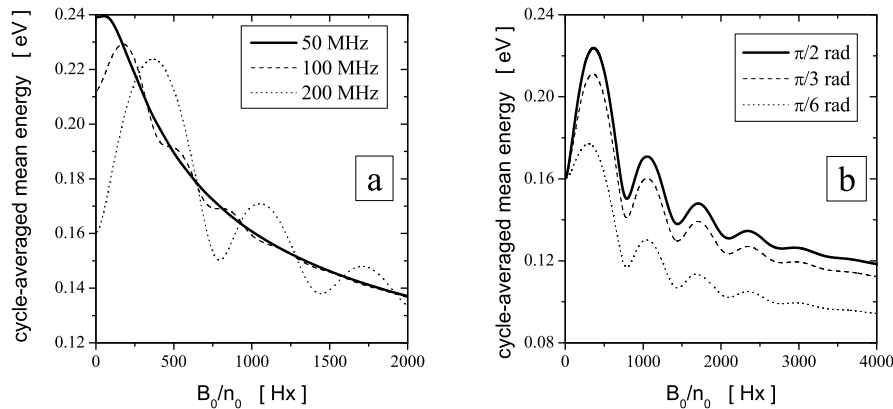 0.24
0.22
0.20
0.18
0.16
0.14
0.12
0
500
1000
1500
2000
cycle-averaged mean energy [ eV]
B₀/n₀ [ Hx]
50 MHz
100 MHz
200 MHz
a
0.24
0.20
0.16
0.12
0.08
0
1000
2000
3000
4000
cycle-averaged mean energy [ eV]
B₀/n₀ [ Hx]
π/2 rad
π/3 rad
π/6 rad
b